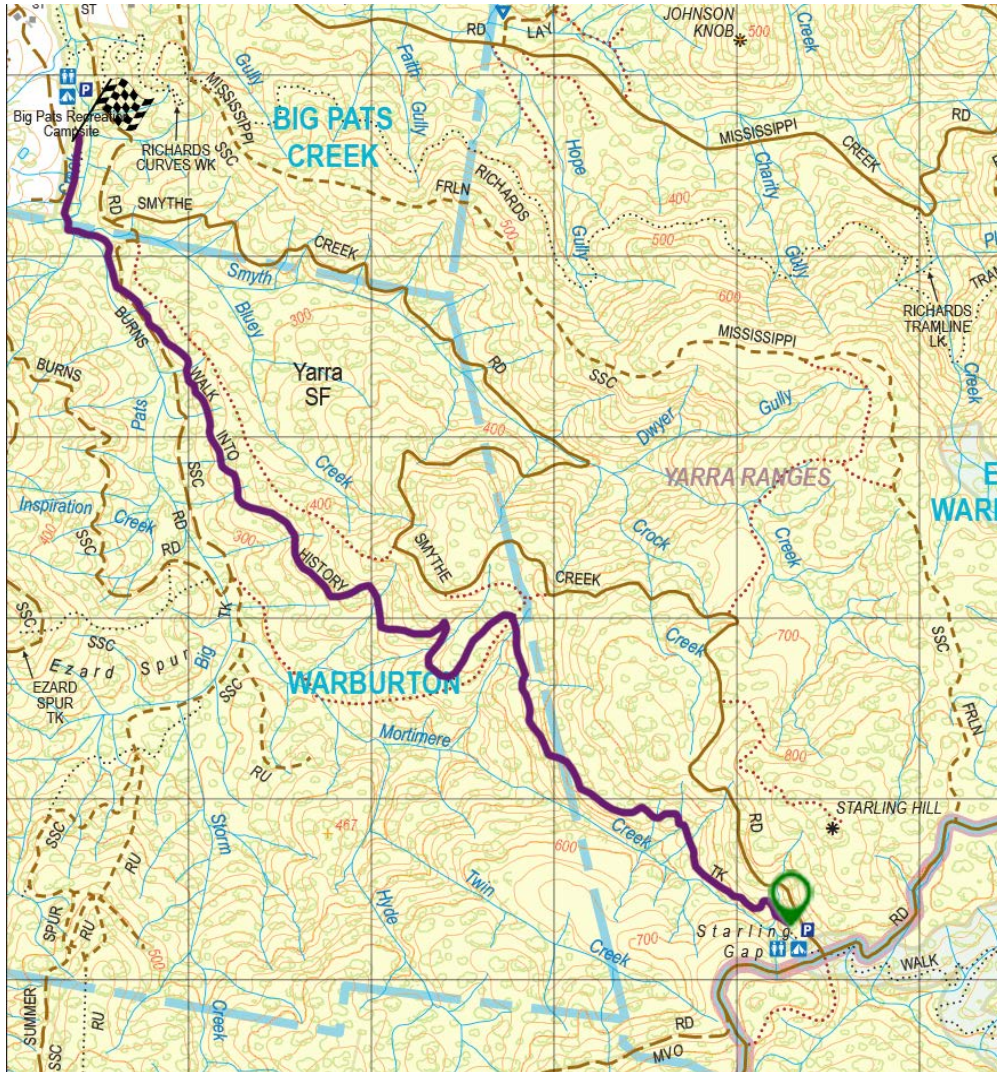 ST
ST
RD
LAY
JOHNSON
KNOB
500
Creek
Gully
Faith
Gully
MISSISSIPPI
SSC
P
Big Pats Recreation
Campsite
RICHARDS
CURVES WK
BIG PATS
CREEK
MISSISSIPPI
CREEK
RD
Hope
Gully
Charity
Gully
FRLN
RICHARDS
500
400
500
600
Creek
RD
SMYTHE
CREEK
Smyth
RICHARDS
TRAMLINE
LK
Creek
BURNS
WALK
INTO
HISTORY
Bluey
Creek
300
Yarra
SF
RD
MISSISSIPPI
SSC
BURNS
Pats
Dwyer
Gully
400
YARRA RANGES
Inspiration
Creek
400
SSC
SSC
RD
RD
300
400
SMYTHE
CREEK
Crock
Creek
Creek
TK
SSC
SSC
Ezard Spur
EZARD
SPUR
TK
Big
SSC
WARBURTON
700
SSC
FRLN
Mortimere
Creek
RU
800
STARLING HILL
467
SSC
RU
Storm
Creek
600
RD
TK
Twin
Creek
Hyde
SPUR
RU
500
700
Starling
Gap
P
RD
WALK
SUMMER
SSC
RU
RD
MVO